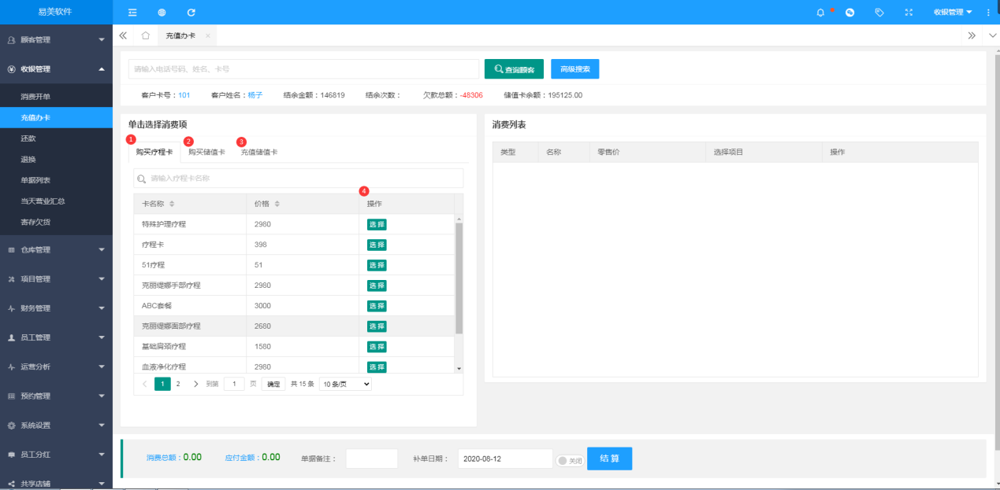 易美软件
收银管理
顾客管理
充值办卡
收银管理
请输入电话号码、姓名、卡号
查询顾客
高级搜索
消费开单
客户卡号：101 客户姓名：杨子 结余金额：146819 结余次数： 欠款总额：-48306 储值卡余额：195125.00
充值办卡
还款
退换
单据列表
当天营业汇总
寄存欠货
仓库管理
项目管理
财务管理
员工管理
运营分析
预约管理
系统设置
员工分红
共享店铺
单击选择消费项
1 2 3
购买疗程卡 购买储值卡 充值储值卡
请输入疗程卡名称
4
卡名称 价格 操作
特殊护理疗程 2980 选择
疗程卡 398 选择
51疗程 51 选择
克丽缇娜手部疗程 2980 选择
ABC套餐 3000 选择
克丽缇娜面部疗程 2680 选择
基础肩颈疗程 1580 选择
血液净化疗程 2980 选择
1 2 到第 1 页 确定 共 15 条 10 条/页
消费列表
类型 名称 零售价 选择项目 操作
消费总额：0.00 应付金额：0.00 单据备注： 补单日期： 2020-08-12 关闭 结算